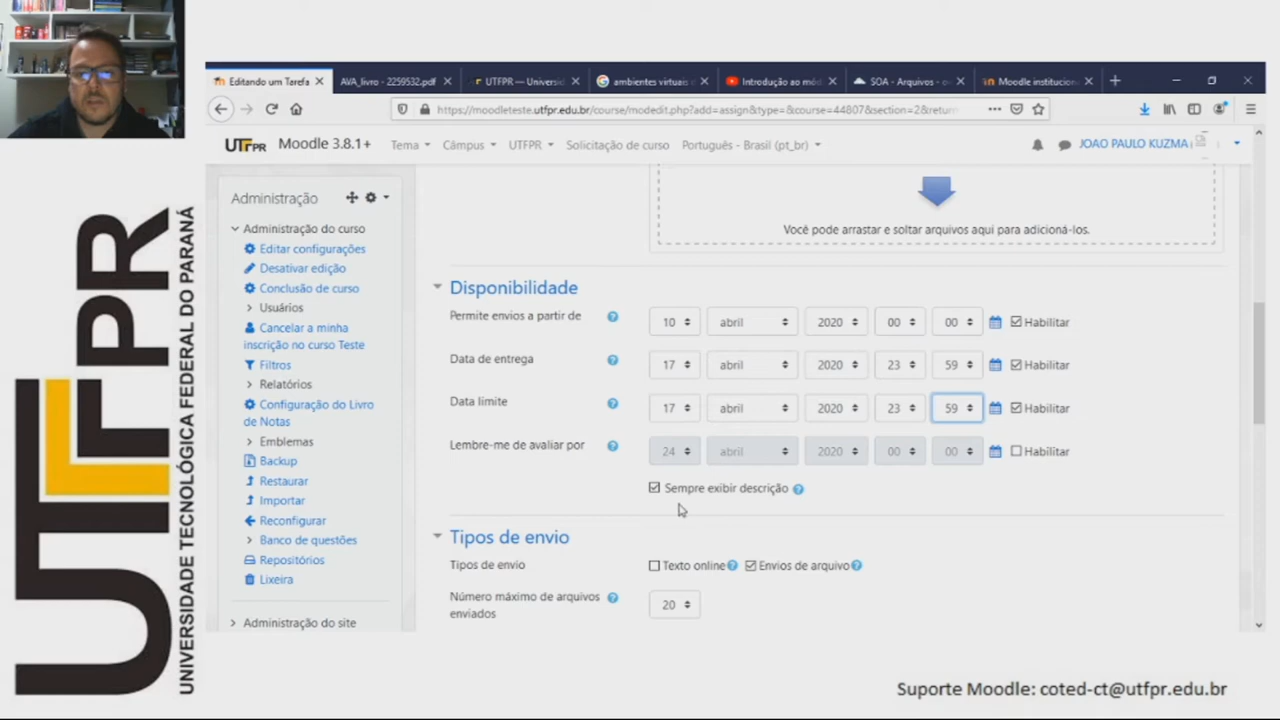 Editando um Tarefa
AVA_livro - 2259532.pdf
UTFPR — Universi
ambientes virtuais
Introdução ao mód
SOA - Arquivos -
Moodle institucion
https://moodleteste.utfpr.edu.br/course/modedit.php?add=assign&type=&course=44807&section=2&return
UTFPR Moodle 3.8.1+ Tema Câmpus UTFPR Solicitação de curso Português - Brasil (pt_br) JOAO PAULO KUZMA
Administração
Administração do curso
Editar configurações
Desativar edição
Conclusão de curso
Usuários
Cancelar a minha
inscrição no curso Teste
Filtros
Relatórios
Configuração do Livro
de Notas
Emblemas
Backup
Restaurar
Importar
Reconfigurar
Banco de questões
Repositórios
Lixeira
Administração do site
Você pode arrastar e soltar arquivos aqui para adicioná-los.
Disponibilidade
Permite envios a partir de 10 abril 2020 00 00 Habilitar
Data de entrega 17 abril 2020 23 59 Habilitar
Data limite 17 abril 2020 23 59 Habilitar
Lembre-me de avaliar por 24 abril 2020 00 00 Habilitar
Sempre exibir descrição
Tipos de envio
Tipos de envio Texto online Envios de arquivo
Número máximo de arquivos
enviados
20
UTFPR
UNIVERSIDADE TECNOLÓGICA FEDERAL DO PARANÁ
Suporte Moodle: coted-ct@utfpr.edu.br